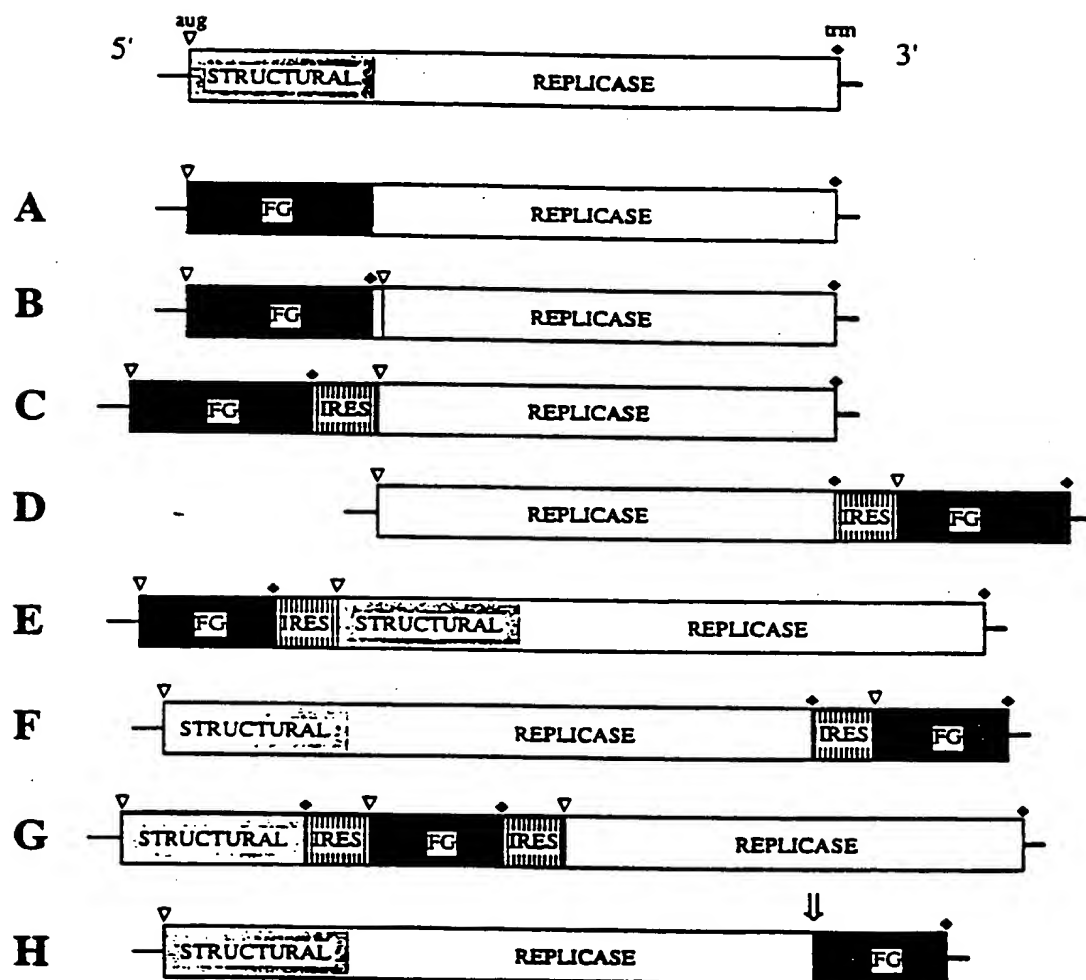 aug trm
5' 3'
STRUCTURAL REPLICASE
A FG REPLICASE
B FG REPLICASE
C FG IRES REPLICASE
D REPLICASE IRES FG
E FG IRES STRUCTURAL REPLICASE
F STRUCTURAL REPLICASE IRES FG
G STRUCTURAL IRES FG IRES REPLICASE
H STRUCTURAL REPLICASE FG